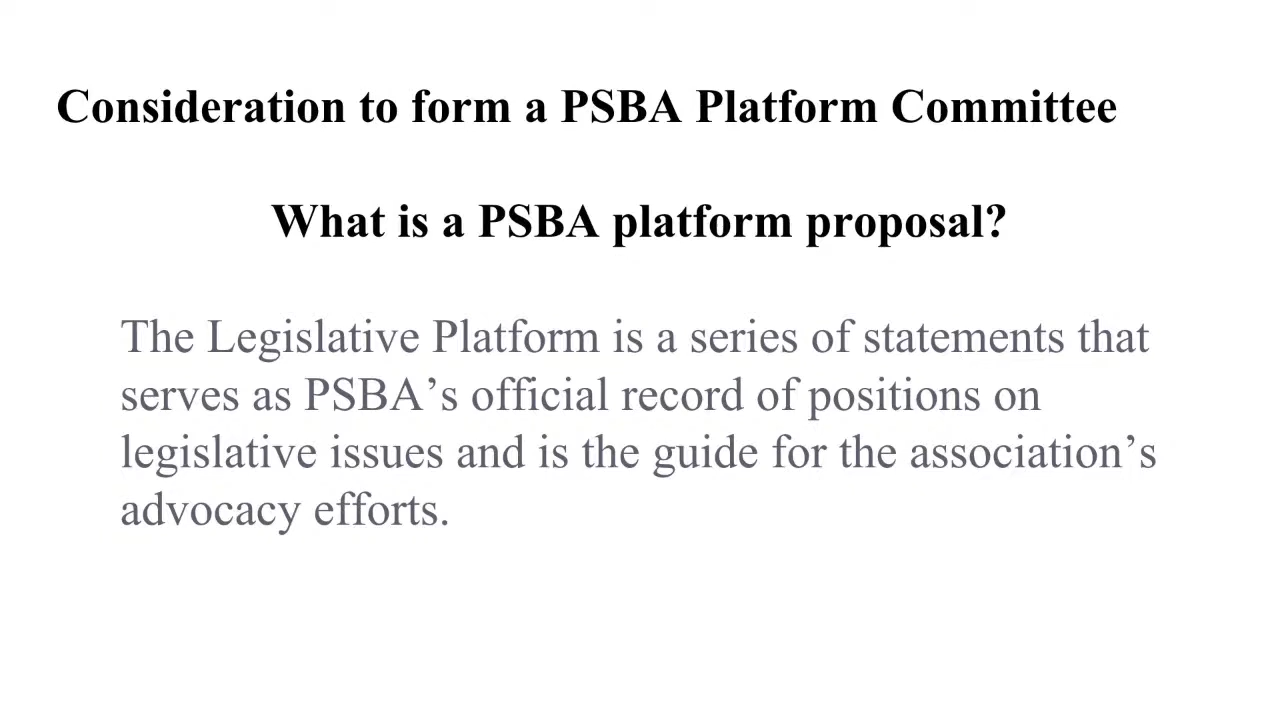 Consideration to form a PSBA Platform Committee
What is a PSBA platform proposal?
The Legislative Platform is a series of statements that
serves as PSBA’s official record of positions on
legislative issues and is the guide for the association’s
advocacy efforts.